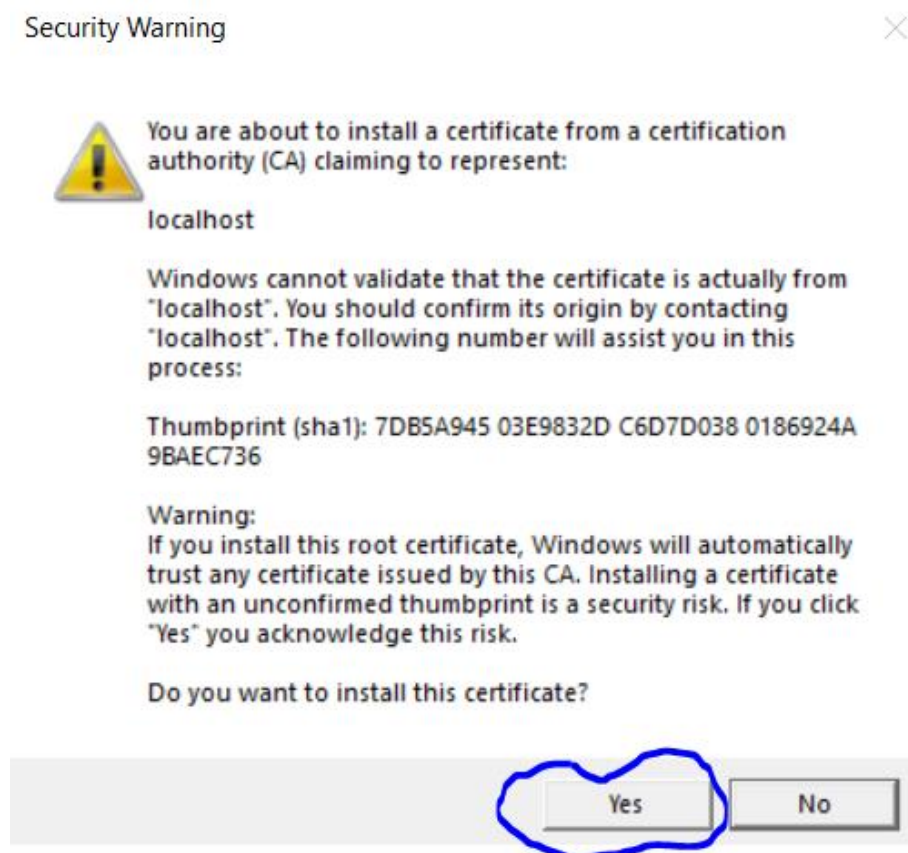 Security Warning
You are about to install a certificate from a certification
authority (CA) claiming to represent:
localhost
Windows cannot validate that the certificate is actually from
"localhost". You should confirm its origin by contacting
"localhost". The following number will assist you in this
process:
Thumbprint (sha1): 7DB5A945 03E9832D C6D7D038 0186924A
9BAEC736
Warning:
If you install this root certificate, Windows will automatically
trust any certificate issued by this CA. Installing a certificate
with an unconfirmed thumbprint is a security risk. If you click
"Yes" you acknowledge this risk.
Do you want to install this certificate?
Yes
No